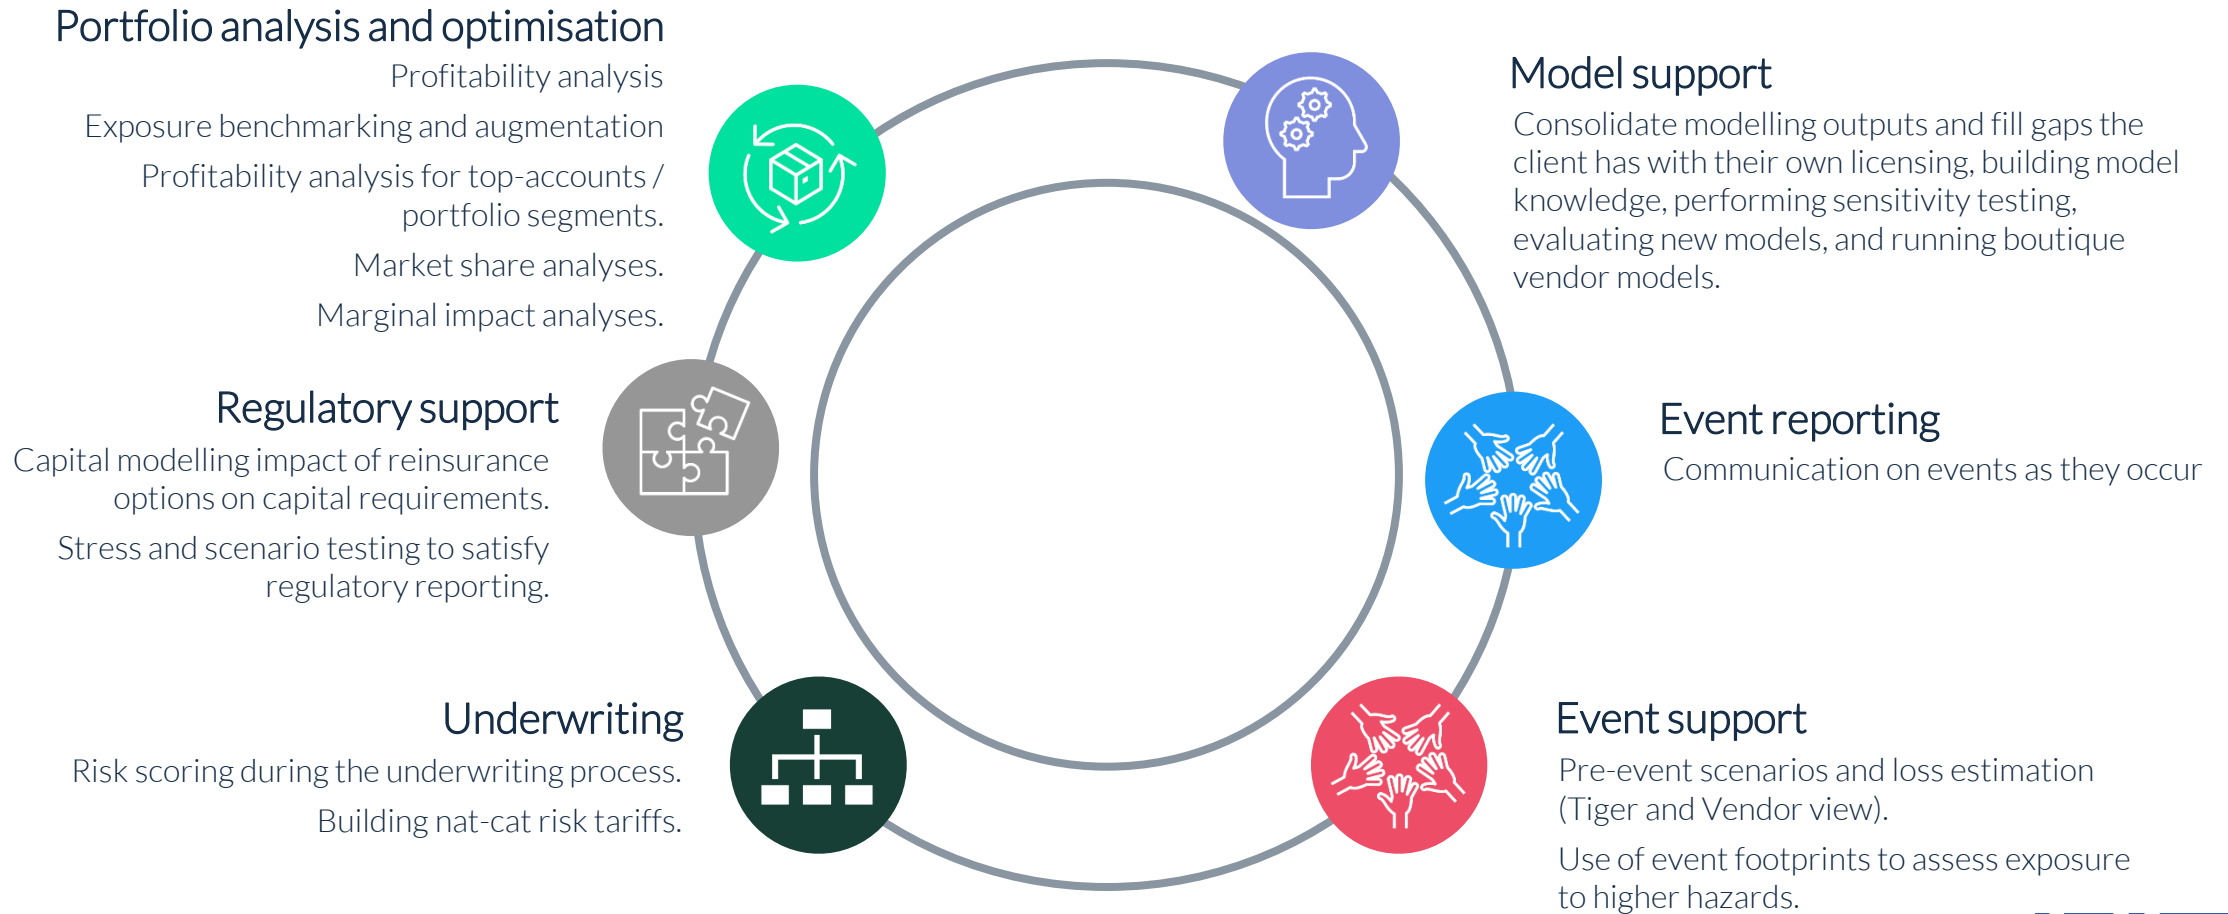 Portfolio analysis and optimisation
Profitability analysis
Exposure benchmarking and augmentation
Profitability analysis for top-accounts /
portfolio segments.
Market share analyses.
Marginal impact analyses.
Regulatory support
Capital modelling impact of reinsurance
options on capital requirements.
Stress and scenario testing to satisfy
regulatory reporting.
Underwriting
Risk scoring during the underwriting process.
Building nat-cat risk tariffs.
Model support
Consolidate modelling outputs and fill gaps the
client has with their own licensing, building model
knowledge, performing sensitivity testing,
evaluating new models, and running boutique
vendor models.
Event reporting
Communication on events as they occur
Event support
Pre-event scenarios and loss estimation
(Tiger and Vendor view).
Use of event footprints to assess exposure
to higher hazards.